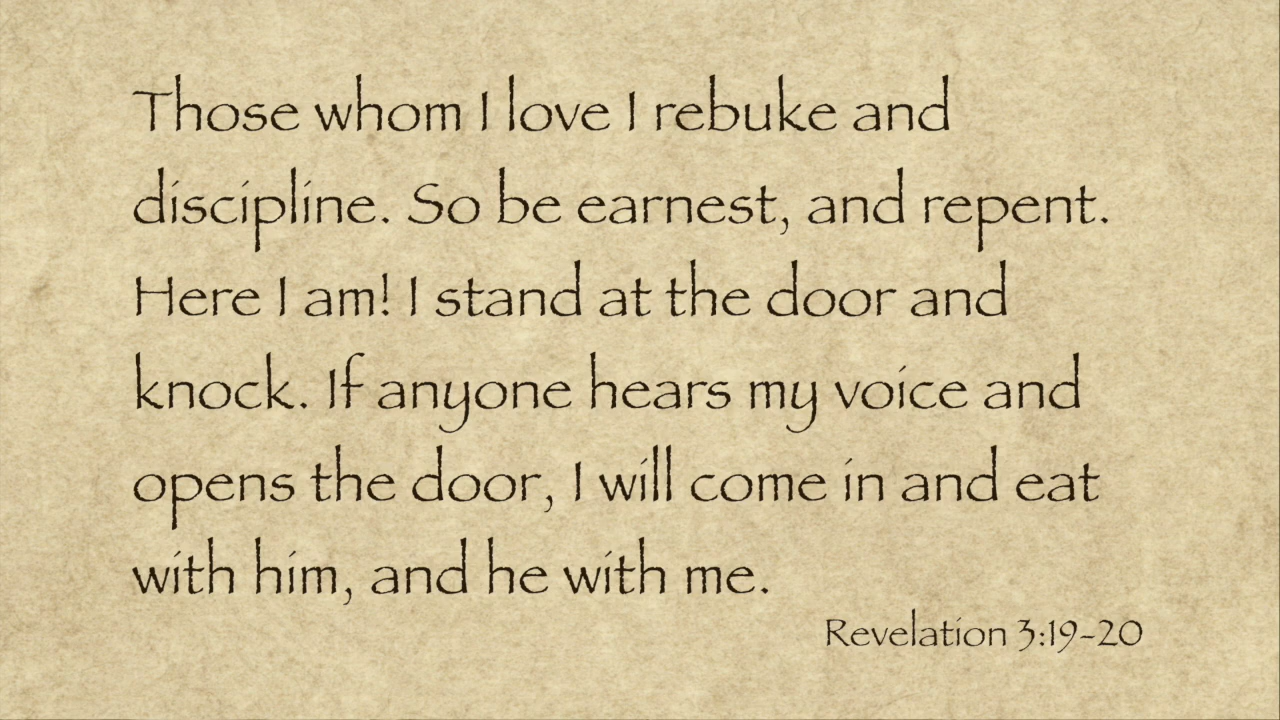 Those whom I love I rebuke and
discipline. So be earnest, and repent.
Here I am! I stand at the door and
knock. If anyone hears my voice and
opens the door, I will come in and eat
with him, and he with me.
Revelation 3:19-20